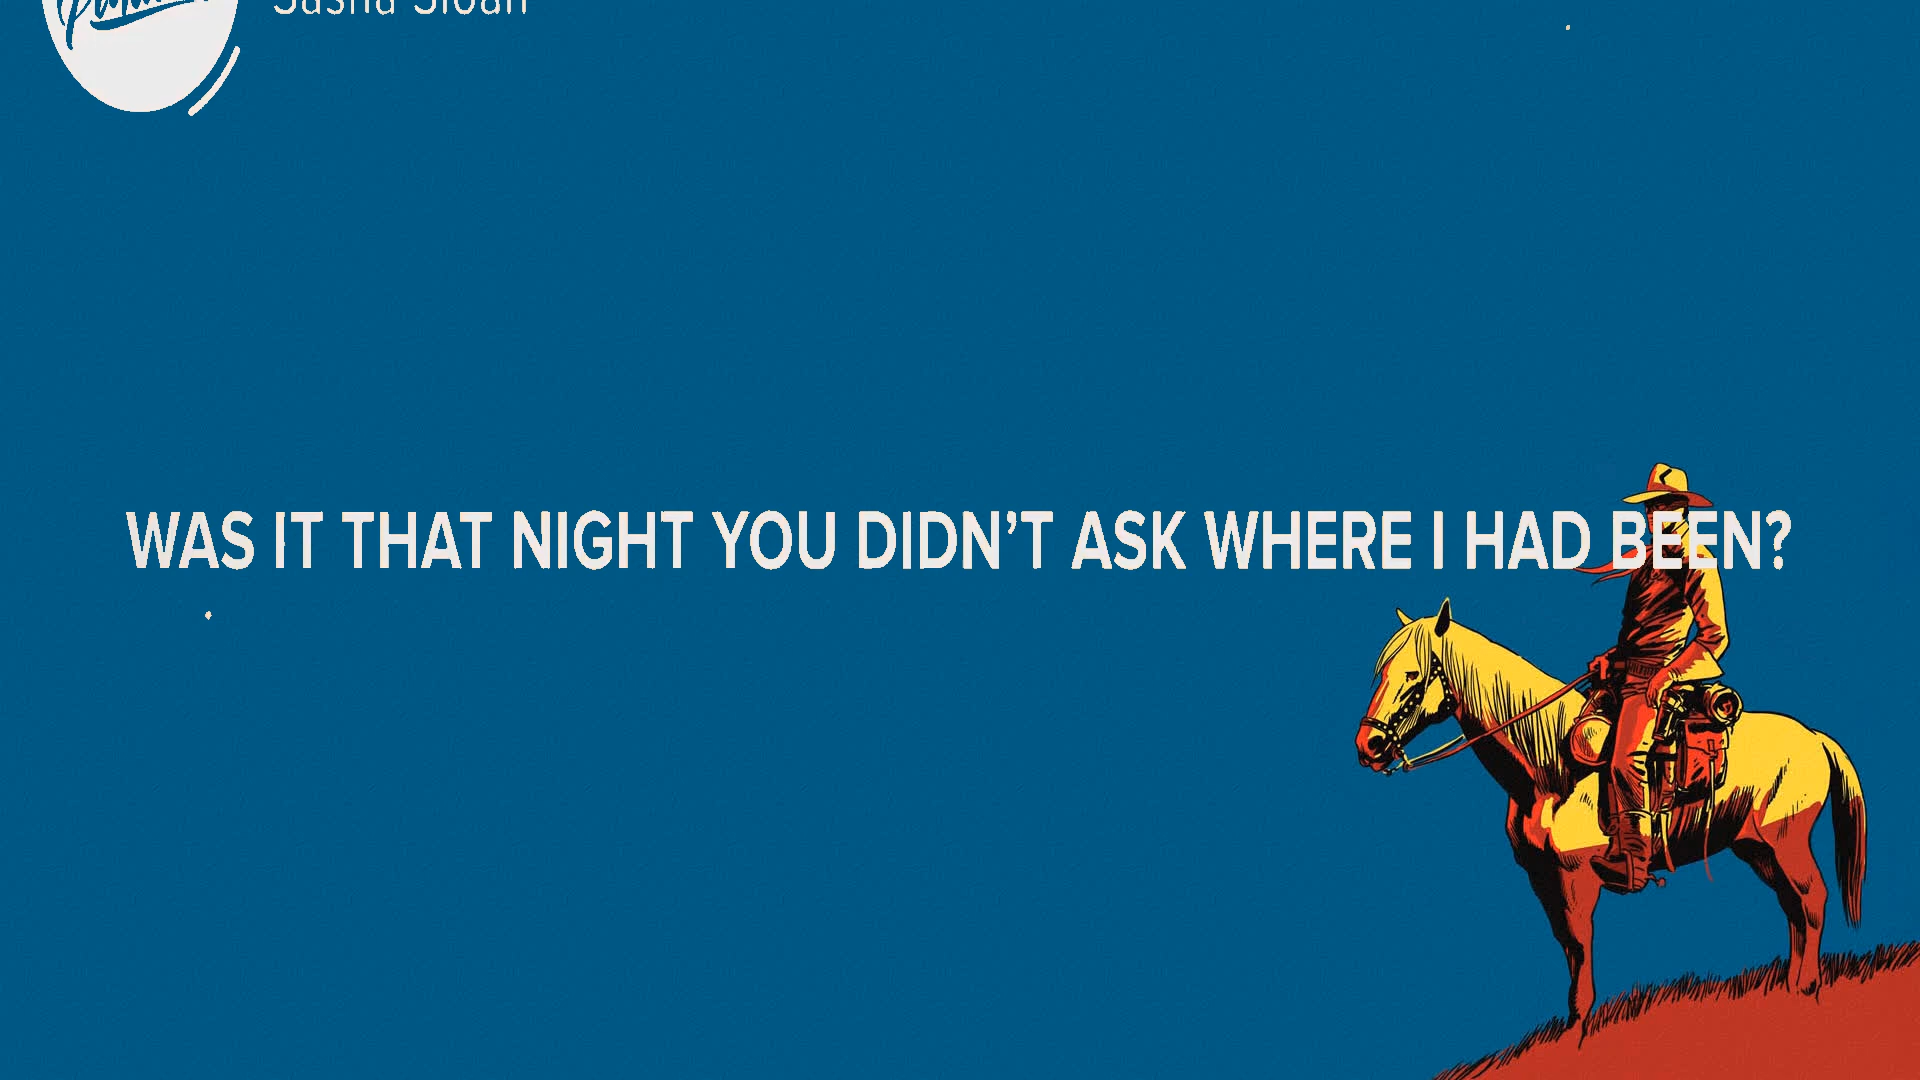 Sasha Sloan
WAS IT THAT NIGHT YOU DIDN’T ASK WHERE I HAD BEEN?